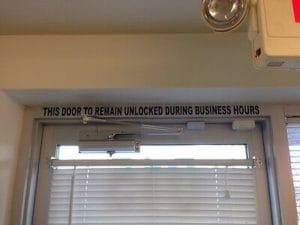 THIS DOOR TO REMAIN UNLOCKED DURING BUSINESS HOURS